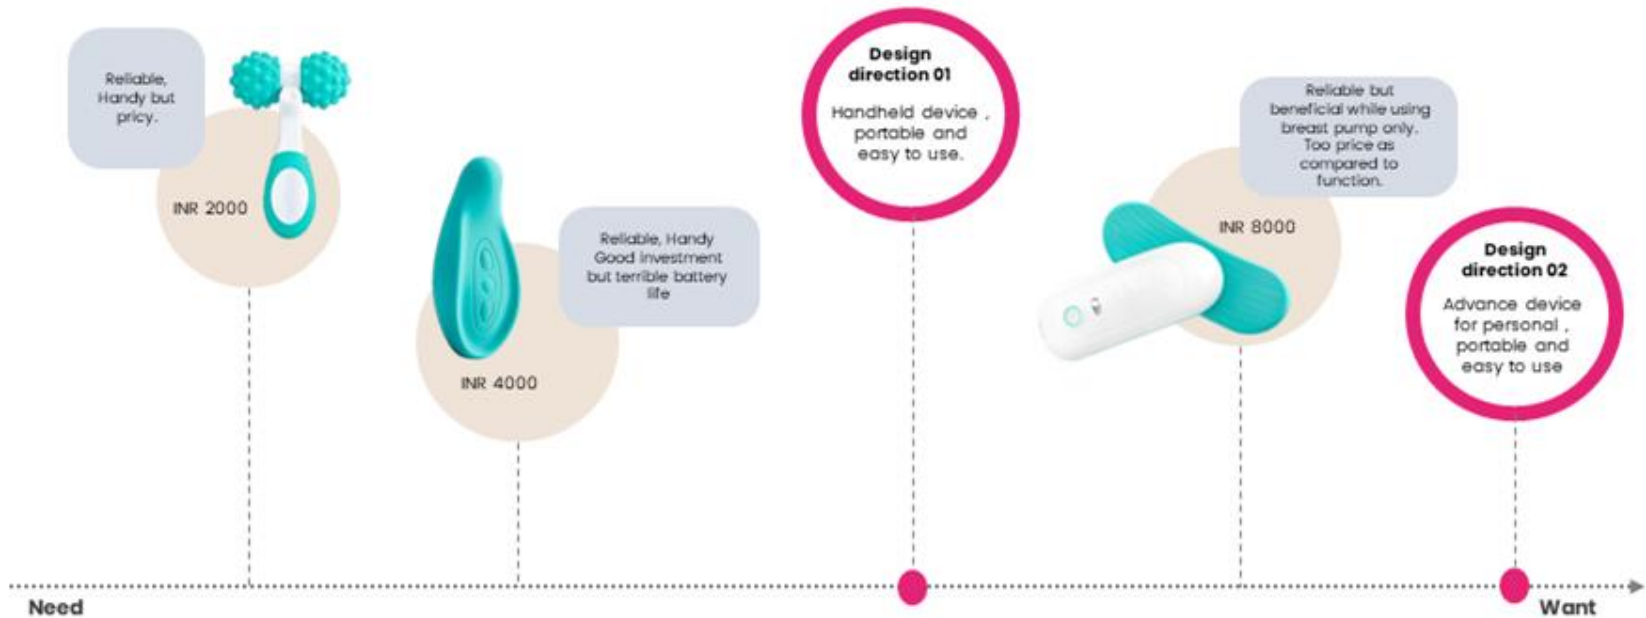 Reliable,
Handy but
pricy.
INR 2000
INR 4000
Reliable, Handy
Good investment
but terrible battery
life
Design
direction 01
Handheld device ,
portable and
easy to use.
Reliable but
beneficial while using
breast pump only.
Too price as
compared to
function.
INR 8000
Design
direction 02
Advance device
for personal ,
portable and
easy to use
Need
Want